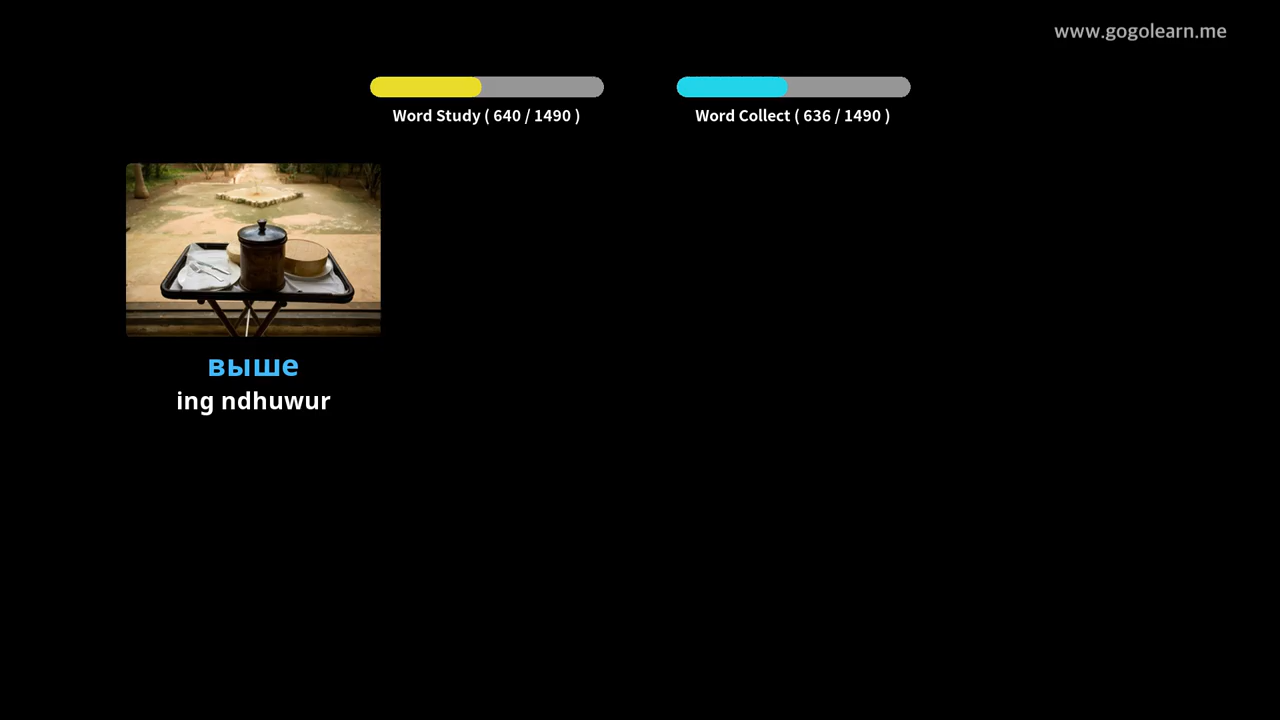 www.gogolearn.me
Word Study ( 640 / 1490 )
Word Collect ( 636 / 1490 )
выше
ing ndhuwur